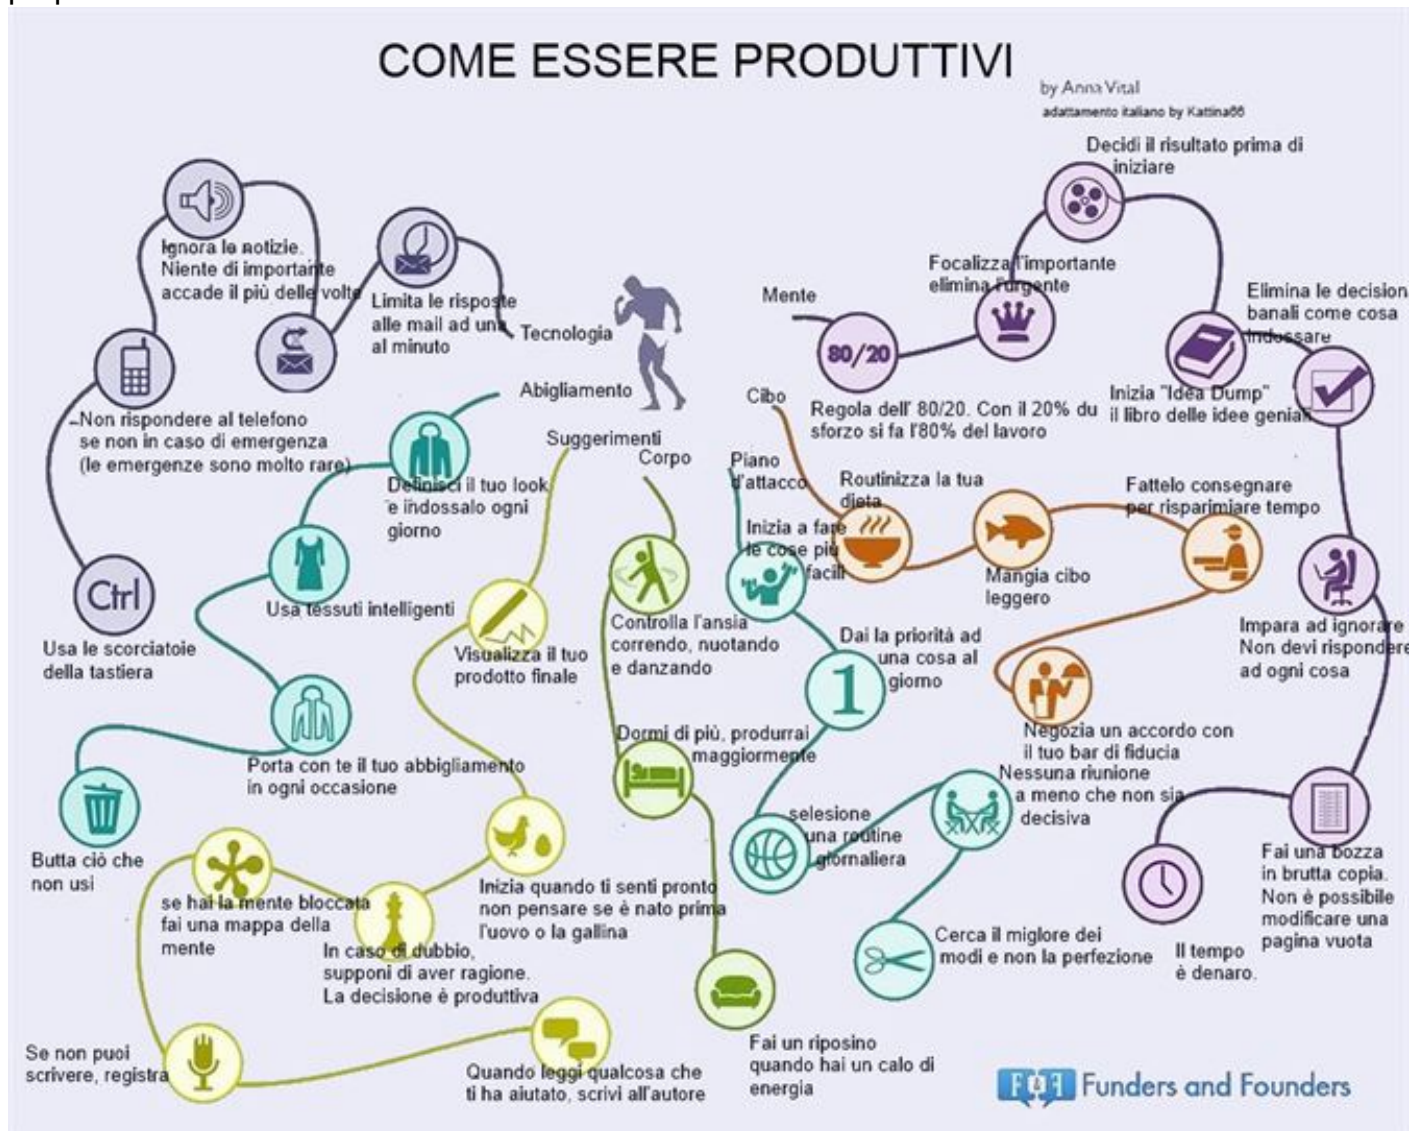 COME ESSERE PRODUTTIVI
by Anna Vital
adattamento italiano by Kattina66
Ignora le notizie.
Niente di importante
accade il più delle volte
Limita le risposte
alle mail ad una
al minuto
Tecnologia
Non rispondere al telefono
se non in caso di emergenza
(le emergenze sono molto rare)
Ctrl
Usa le scorciatoie
della tastiera
Abigliamento
Definisci il tuo look
e indossalo ogni
giorno
Usa tessuti intelligenti
Porta con te il tuo abbigliamento
in ogni occasione
Butta ciò che
non usi
Suggerimenti
Visualizza il tuo
prodotto finale
Inizia quando ti senti pronto
non pensare se è nato prima
l'uovo o la gallina
In caso di dubbio,
supponi di aver ragione.
La decisione è produttiva
se hai la mente bloccata
fai una mappa della
mente
Se non puoi
scrivere, registra
Quando leggi qualcosa che
ti ha aiutato, scrivi all'autore
Corpo
Controlla l'ansia
correndo, nuotando
e danzando
Dormi di più, produrrai
maggiormente
Fai un riposino
quando hai un calo di
energia
Piano
d'attacco
Inizia a fare
le cose più
facili
1
Dai la priorità ad
una cosa al
giorno
selesione
una routine
giornaliera
Nessuna riunione
a meno che non sia
decisiva
Cerca il miglore dei
modi e non la perfezione
Cibo
Routinizza la tua
dieta
Mangia cibo
leggero
Fattelo consegnare
per risparimiare tempo
Negozia un accordo con
il tuo bar di fiducia
Mente
80/20
Regola dell' 80/20. Con il 20% du
sforzo si fa l'80% del lavoro
Focalizza l'importante
elimina l'urgente
Decidi il risultato prima di
iniziare
Inizia "Idea Dump"
il libro delle idee geniali
Elimina le decision
banali come cosa
indossare
Impara ad ignorare
Non devi rispondere
ad ogni cosa
Fai una bozza
in brutta copia.
Non è possibile
modificare una
pagina vuota
Il tempo
è denaro.
F&F Funders and Founders